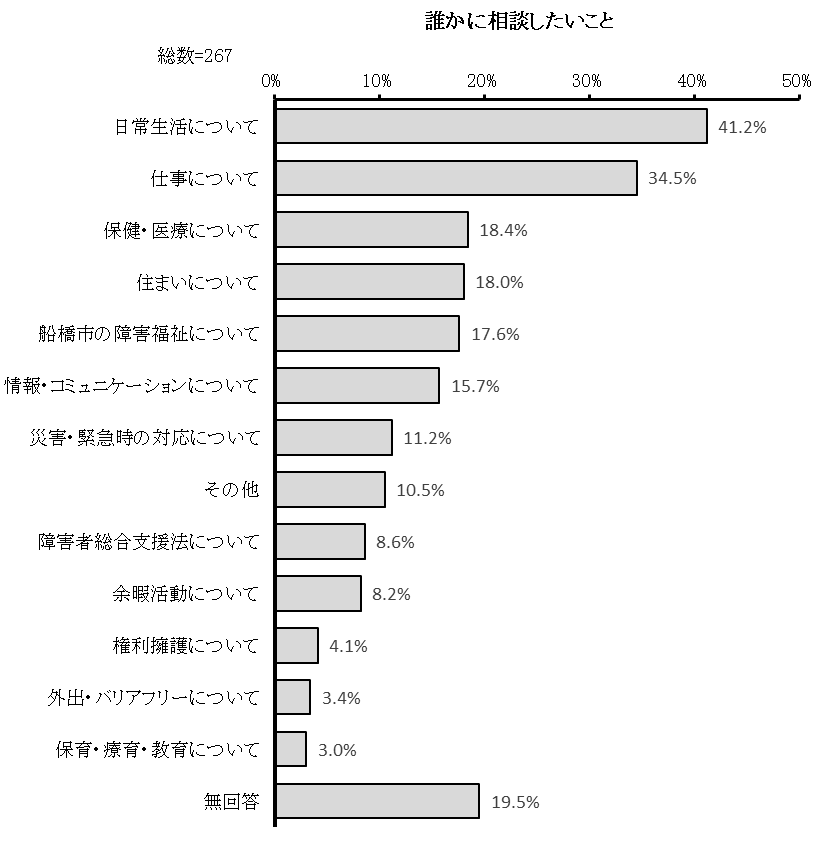 誰かに相談したいこと
総数=267
0% 10% 20% 30% 40% 50%
日常生活について 41.2%
仕事について 34.5%
保健・医療について 18.4%
住まいについて 18.0%
船橋市の障害福祉について 17.6%
情報・コミュニケーションについて 15.7%
災害・緊急時の対応について 11.2%
その他 10.5%
障害者総合支援法について 8.6%
余暇活動について 8.2%
権利擁護について 4.1%
外出・バリアフリーについて 3.4%
保育・療育・教育について 3.0%
無回答 19.5%